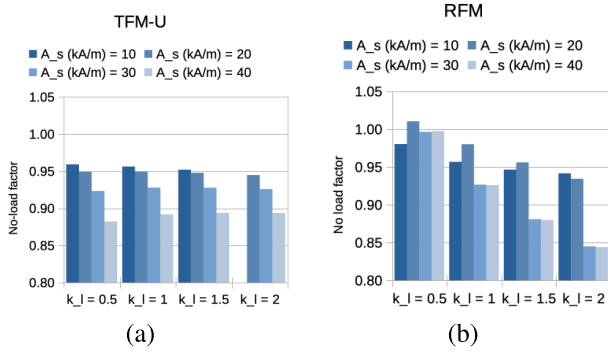 TFM-U
A_s (kA/m) = 10 A_s (kA/m) = 20
A_s (kA/m) = 30 A_s (kA/m) = 40
1.05
1.00
0.95
0.90
0.85
0.80
No-load factor
k_l = 0.5 k_l = 1 k_l = 1.5 k_l = 2
(a)
RFM
A_s (kA/m) = 10 A_s (kA/m) = 20
A_s (kA/m) = 30 A_s (kA/m) = 40
1.05
1.00
0.95
0.90
0.85
0.80
No load factor
k_l = 0.5 k_l = 1 k_l = 1.5 k_l = 2
(b)